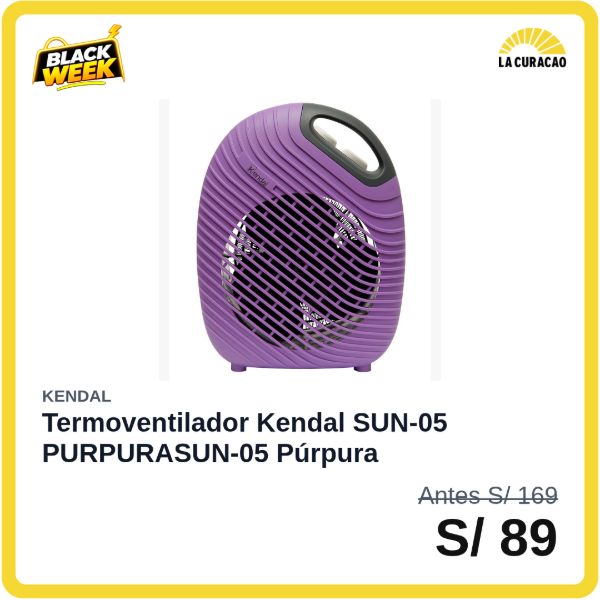 BLACK
WEEK
LA CURACAO
Kendal
KENDAL
Termoventilador Kendal SUN-05
PURPURASUN-05 Púrpura
Antes S/ 169
S/ 89